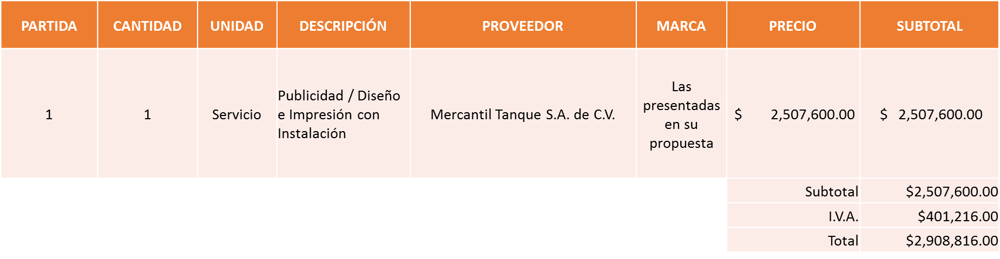 PARTIDA CANTIDAD UNIDAD DESCRIPCIÓN PROVEEDOR MARCA PRECIO SUBTOTAL
1
1
Servicio
Publicidad / Diseño
e Impresión con
Instalación
Mercantil Tanque S.A. de C.V.
Las
presentadas
en su
propuesta
$ 2,507,600.00
$ 2,507,600.00
Subtotal $2,507,600.00
I.V.A. $401,216.00
Total $2,908,816.00